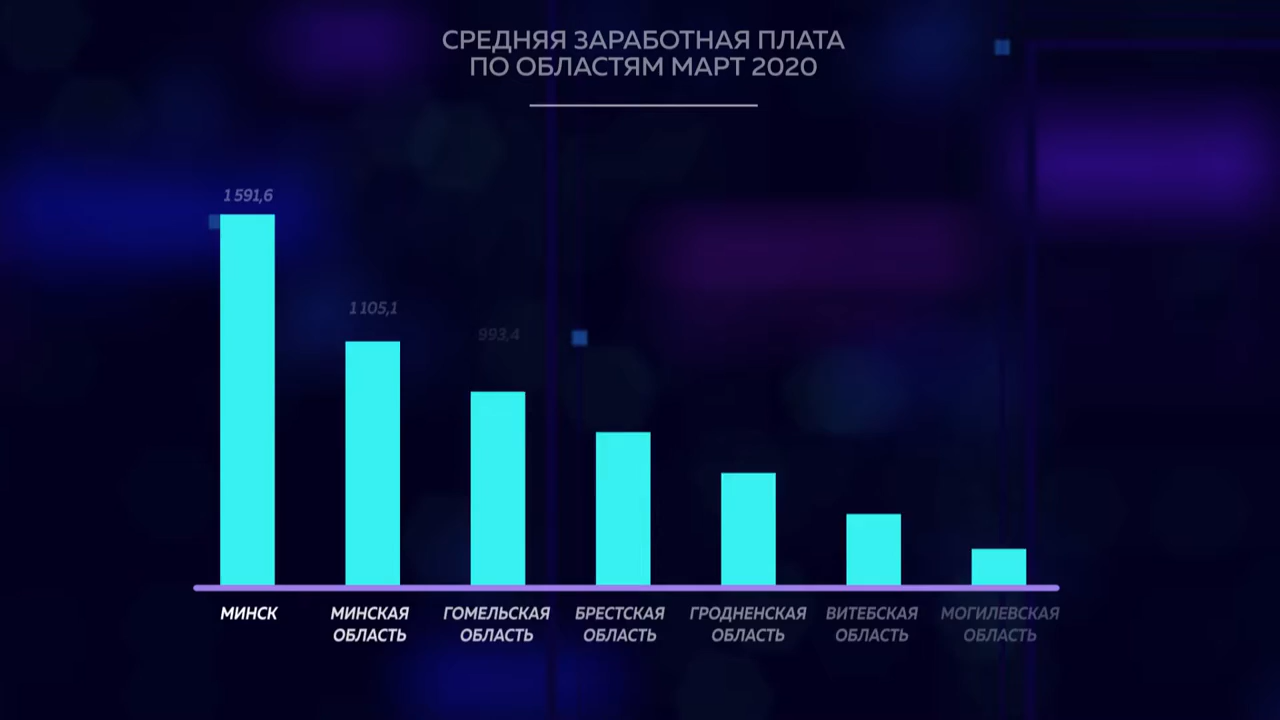 СРЕДНЯЯ ЗАРАБОТНАЯ ПЛАТА
ПО ОБЛАСТЯМ МАРТ 2020
1 591,6
1 105,1
993,4
МИНСК
МИНСКАЯ
ОБЛАСТЬ
ГОМЕЛЬСКАЯ
ОБЛАСТЬ
БРЕСТСКАЯ
ОБЛАСТЬ
ГРОДНЕНСКАЯ
ОБЛАСТЬ
ВИТЕБСКАЯ
ОБЛАСТЬ
МОГИЛЕВСКАЯ
ОБЛАСТЬ